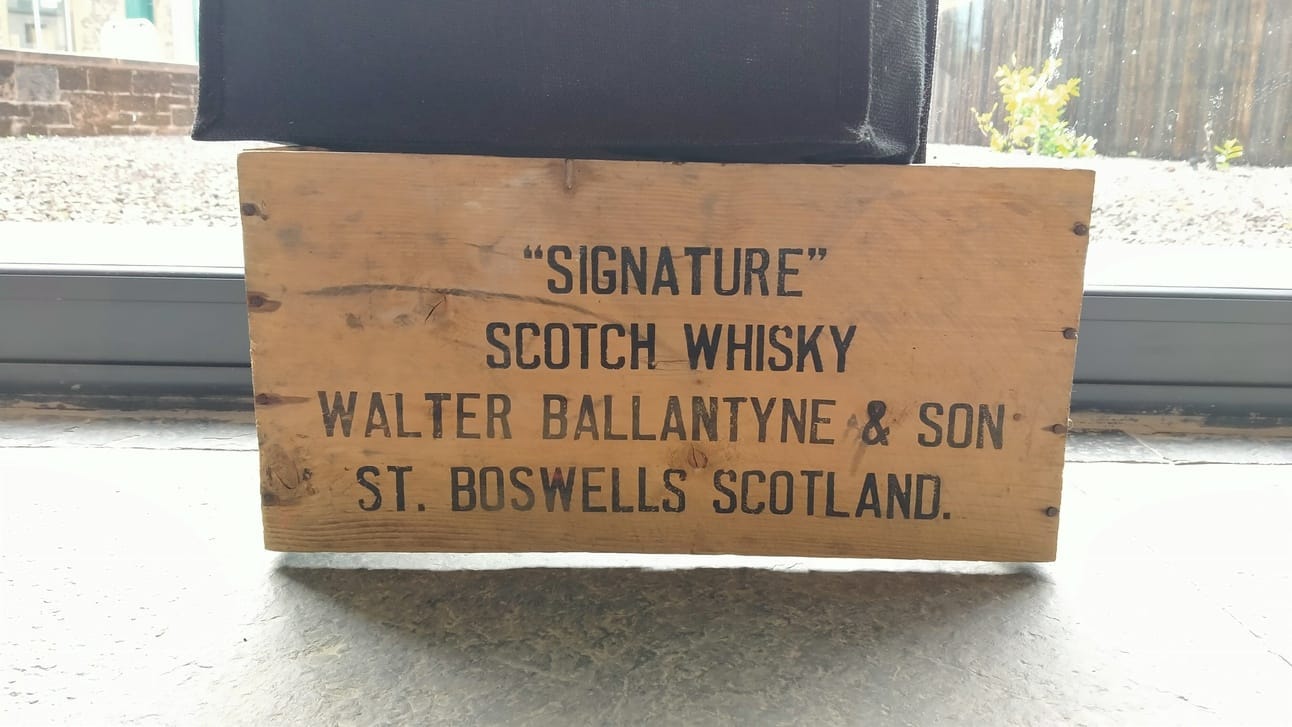 “SIGNATURE”
SCOTCH WHISKY
WALTER BALLANTYNE & SON
ST. BOSWELLS SCOTLAND.